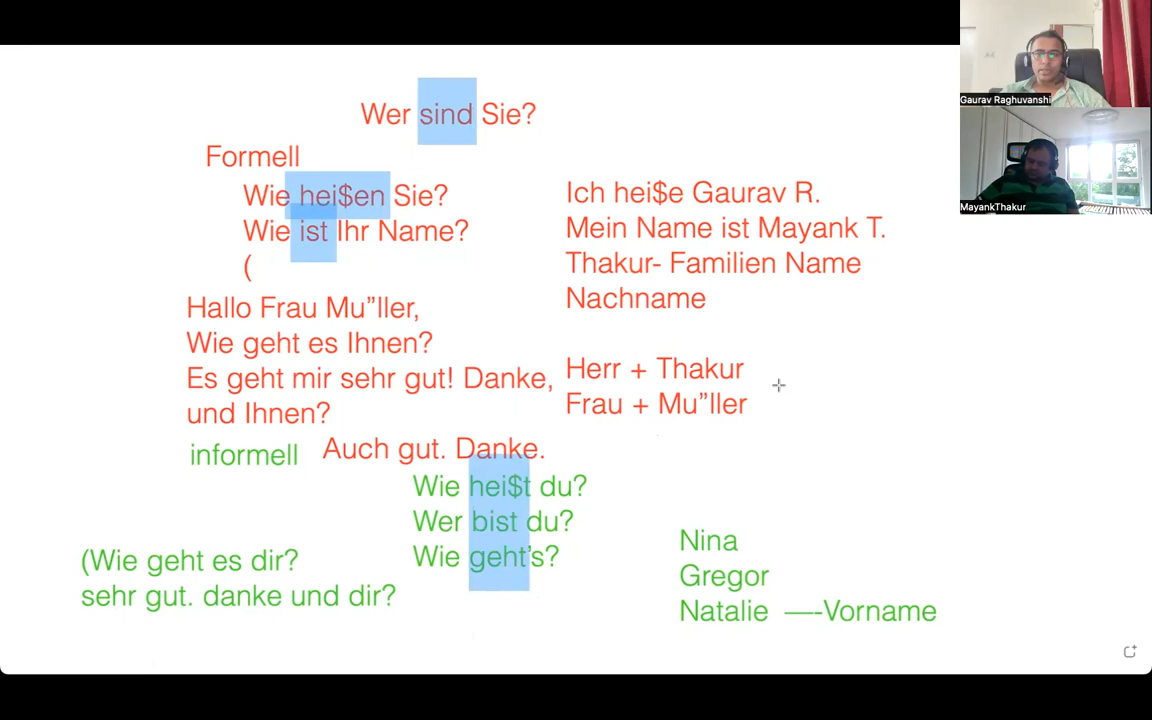 Wer sind Sie?
Formell
Wie hei$en Sie?
Wie ist Ihr Name?
(
Ich hei$e Gaurav R.
Mein Name ist Mayank T.
Thakur- Familien Name
Nachname
Hallo Frau Mu”ller,
Wie geht es Ihnen?
Es geht mir sehr gut! Danke,
und Ihnen?
Herr + Thakur
Frau + Mu”ller
Auch gut. Danke.
informell
Wie hei$t du?
Wer bist du?
Wie geht’s?
(Wie geht es dir?
sehr gut. danke und dir?
Nina
Gregor
Natalie —-Vorname
Gaurav Raghuvanshi
MayankThakur